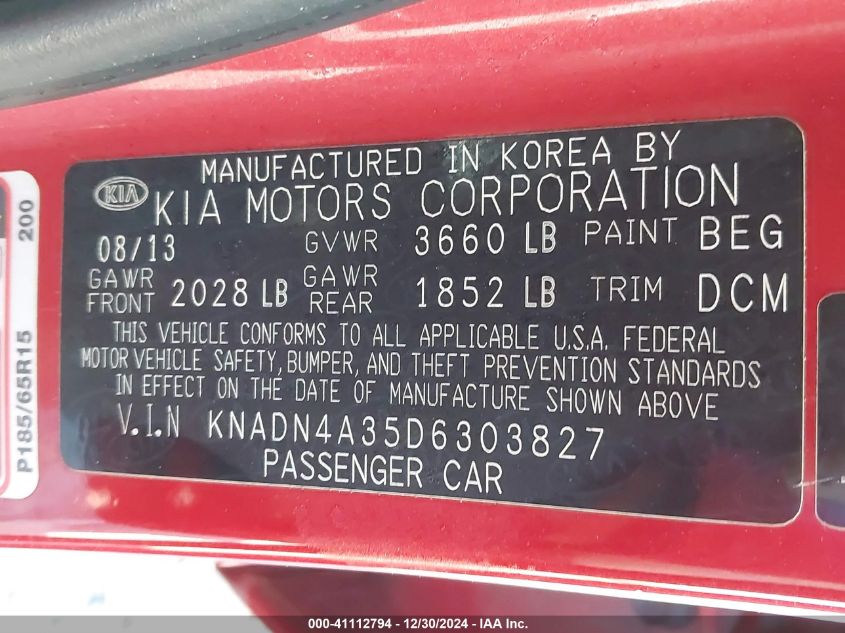 MANUFACTURED IN KOREA BY
KIA KIA MOTORS CORPORATION
08/13 GVWR 3660 LB PAINT BEG
GAWR FRONT 2028 LB GAWR REAR 1852 LB TRIM DCM
THIS VEHICLE CONFORMS TO ALL APPLICABLE U.S.A. FEDERAL
MOTOR VEHICLE SAFETY, BUMPER, AND THEFT PREVENTION STANDARDS
IN EFFECT ON THE DATE OF MANUFACTURE SHOWN ABOVE
V.I.N KNADN4A35D6303827
PASSENGER CAR
P185/65R15 200
000-41112794 - 12/30/2024 - IAA Inc.